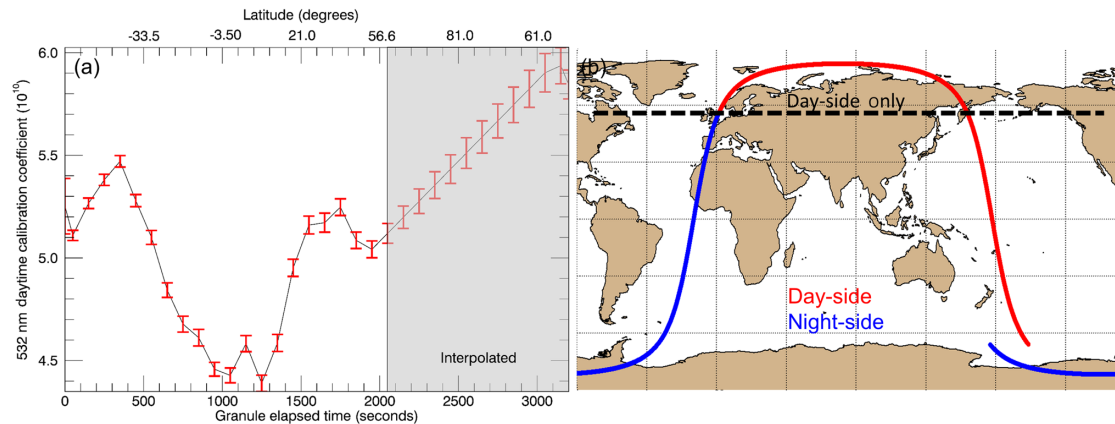 Latitude (degrees)
-33.5 -3.50 21.0 56.6 81.0 61.0
6.0
5.5
5.0
4.5
532 nm daytime calibration coefficient (10¹⁰)
(a)
Interpolated
0 500 1000 1500 2000 2500 3000
Granule elapsed time (seconds)
(b)
Day-side only
Day-side
Night-side